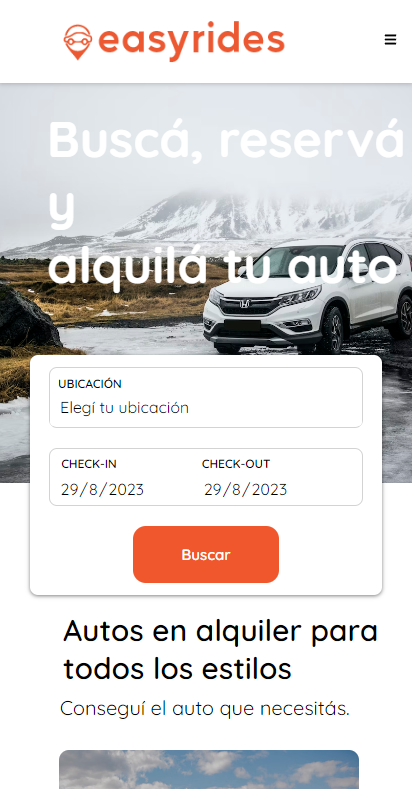 easyrides
Buscá, reservá
y
alquilá tu auto
UBICACIÓN
Elegí tu ubicación
CHECK-IN
CHECK-OUT
29/8/2023
29/8/2023
Buscar
Autos en alquiler para
todos los estilos
Conseguí el auto que necesitás.